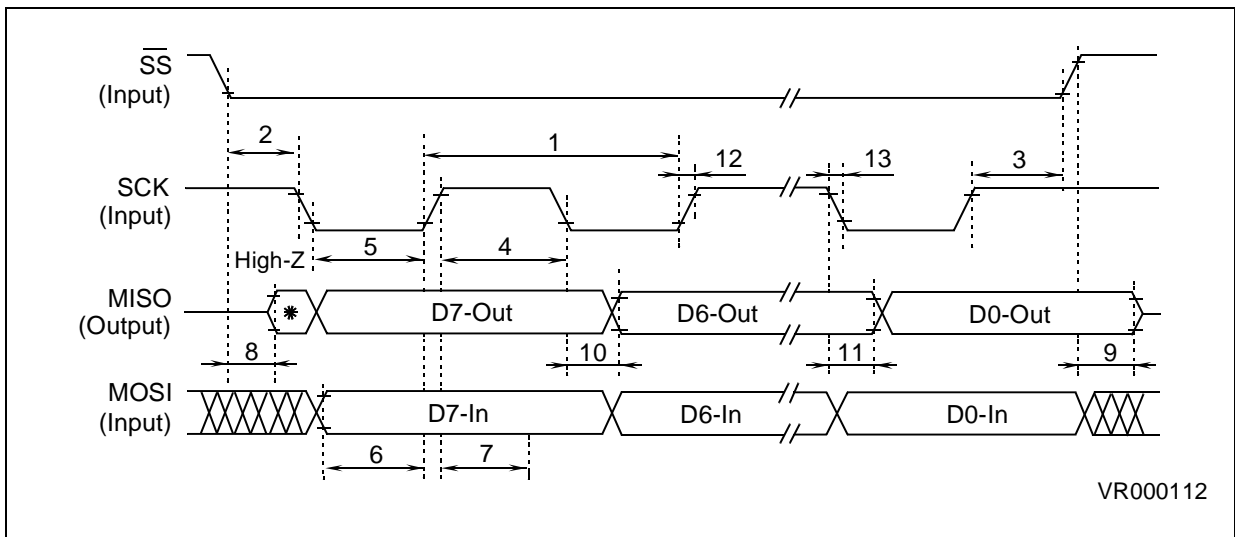 SS
(Input)
2
1
12
13
3
SCK
(Input)
5
4
High-Z
MISO
(Output)
*
D7-Out
D6-Out
D0-Out
8
10
11
9
MOSI
(Input)
D7-In
D6-In
D0-In
6
7
VR000112